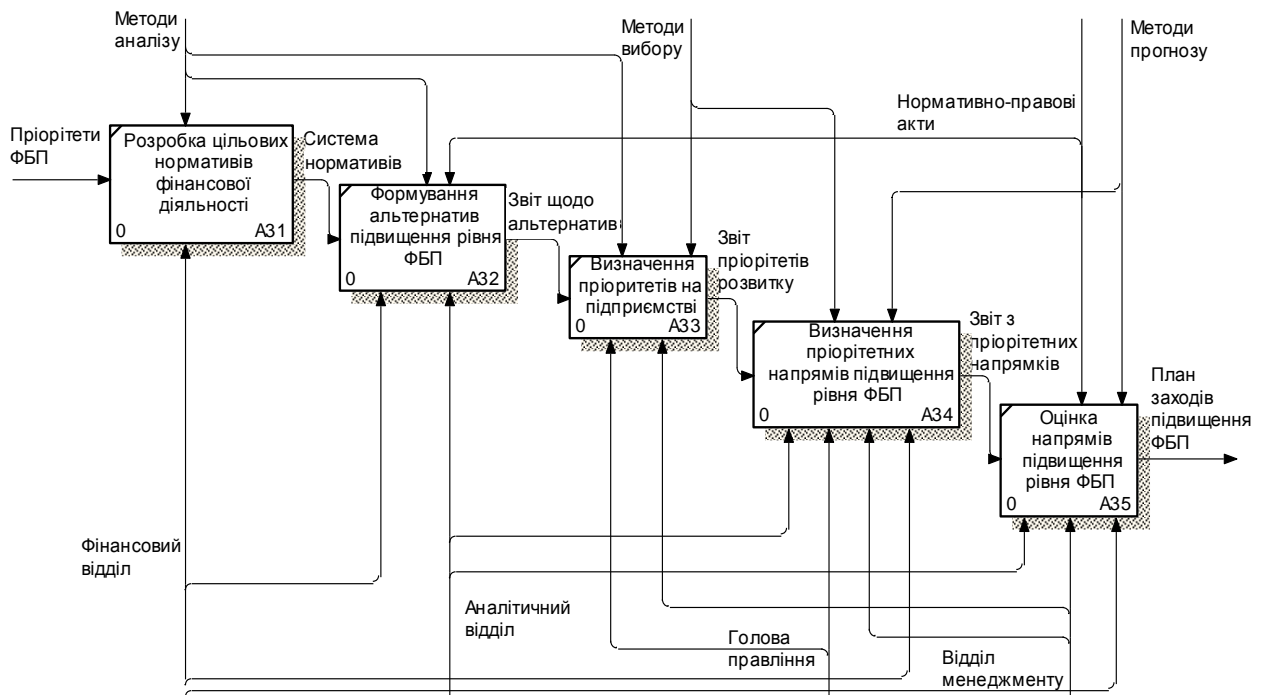 Методи
аналізу
Методи
вибору
Методи
прогнозу
Нормативно-правові
акти
Пріорітети
ФБП
Розробка цільових
нормативів
фінансової
діяльності
0 А31
Система
нормативів
Формування
альтернатив
підвищення рівня
ФБП
0 А32
Звіт щодо
альтернатив
Визначення
пріоритетів на
підприємстві
0 А33
Звіт
пріорітетів
розвитку
Визначення
пріорітетних
напрямів підвищення
рівня ФБП
0 А34
Звіт з
пріорітетних
напрямків
Оцінка
напрямів
підвищення
рівня ФБП
0 А35
План
заходів
підвищення
ФБП
Фінансовий
відділ
Аналітичний
відділ
Голова
правління
Відділ
менеджменту